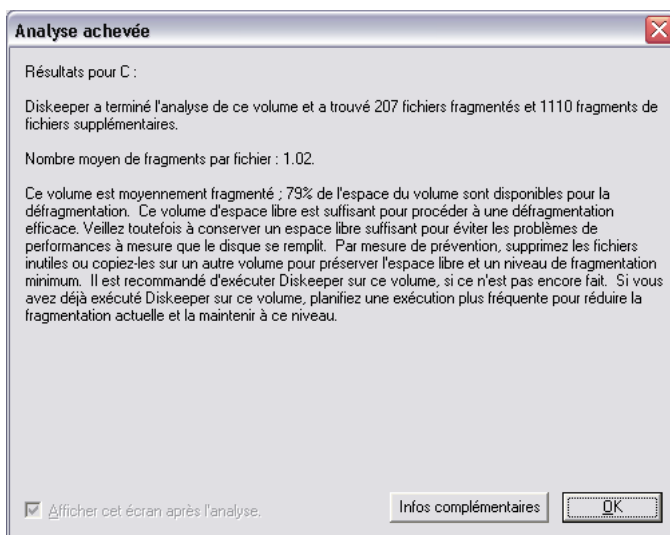 Analyse achevée
Résultats pour C :
Diskeeper a terminé l'analyse de ce volume et a trouvé 207 fichiers fragmentés et 1110 fragments de
fichiers supplémentaires.
Nombre moyen de fragments par fichier : 1.02.
Ce volume est moyennement fragmenté ; 79% de l'espace du volume sont disponibles pour la
défragmentation. Ce volume d'espace libre est suffisant pour procéder à une défragmentation
efficace. Veillez toutefois à conserver un espace libre suffisant pour éviter les problèmes de
performances à mesure que le disque se remplit. Par mesure de prévention, supprimez les fichiers
inutiles ou copiez-les sur un autre volume pour préserver l'espace libre et un niveau de fragmentation
minimum. Il est recommandé d'exécuter Diskeeper sur ce volume, si ce n'est pas encore fait. Si vous
avez déjà exécuté Diskeeper sur ce volume, planifiez une exécution plus fréquente pour réduire la
fragmentation actuelle et la maintenir à ce niveau.
Afficher cet écran après l'analyse.
Infos complémentaires
OK